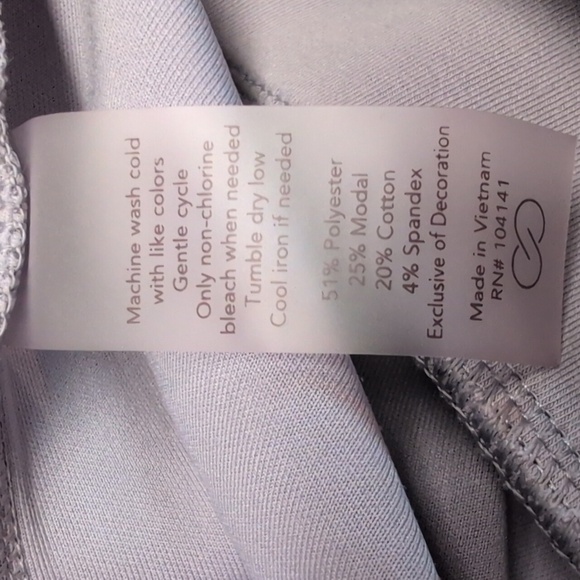 Machine wash cold
with like colors
Gentle cycle
Only non-chlorine
bleach when needed
Tumble dry low
Cool iron if needed
51% Polyester
25% Modal
20% Cotton
4% Spandex
Exclusive of Decoration
Made in Vietnam
RN# 104141